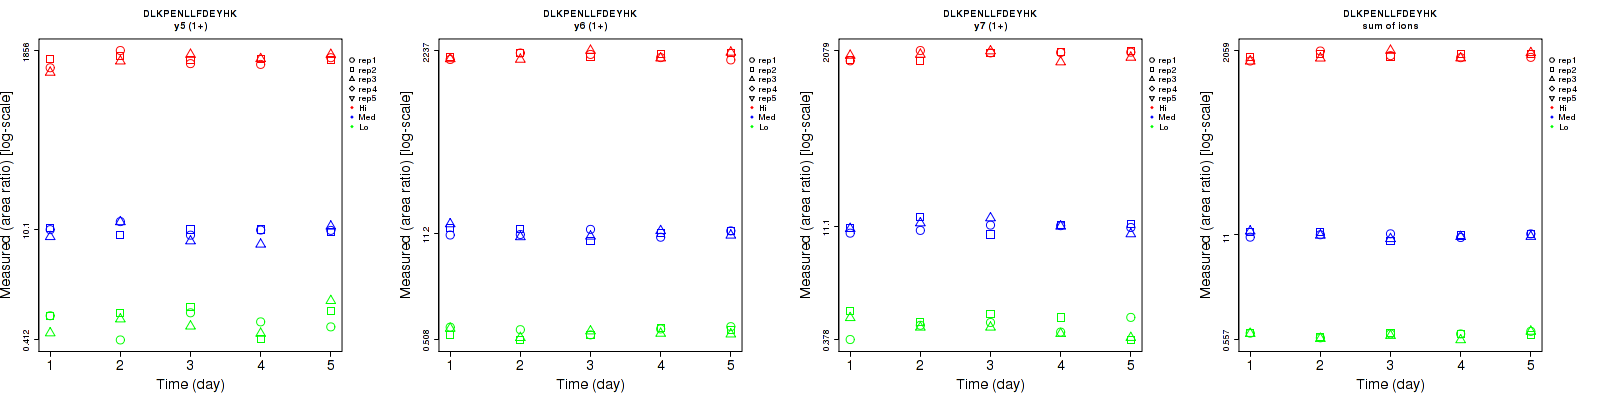 DLKPENLLFDEYHK
y5 (1+)
Measured (area ratio) [log-scale]
1856
10.1
0.412
1 2 3 4 5
Time (day)
rep1
rep2
rep3
rep4
rep5
Hi
Med
Lo
DLKPENLLFDEYHK
y6 (1+)
Measured (area ratio) [log-scale]
2237
11.2
0.508
1 2 3 4 5
Time (day)
rep1
rep2
rep3
rep4
rep5
Hi
Med
Lo
DLKPENLLFDEYHK
y7 (1+)
Measured (area ratio) [log-scale]
2079
11.1
0.378
1 2 3 4 5
Time (day)
rep1
rep2
rep3
rep4
rep5
Hi
Med
Lo
DLKPENLLFDEYHK
sum of ions
Measured (area ratio) [log-scale]
2059
11
0.557
1 2 3 4 5
Time (day)
rep1
rep2
rep3
rep4
rep5
Hi
Med
Lo